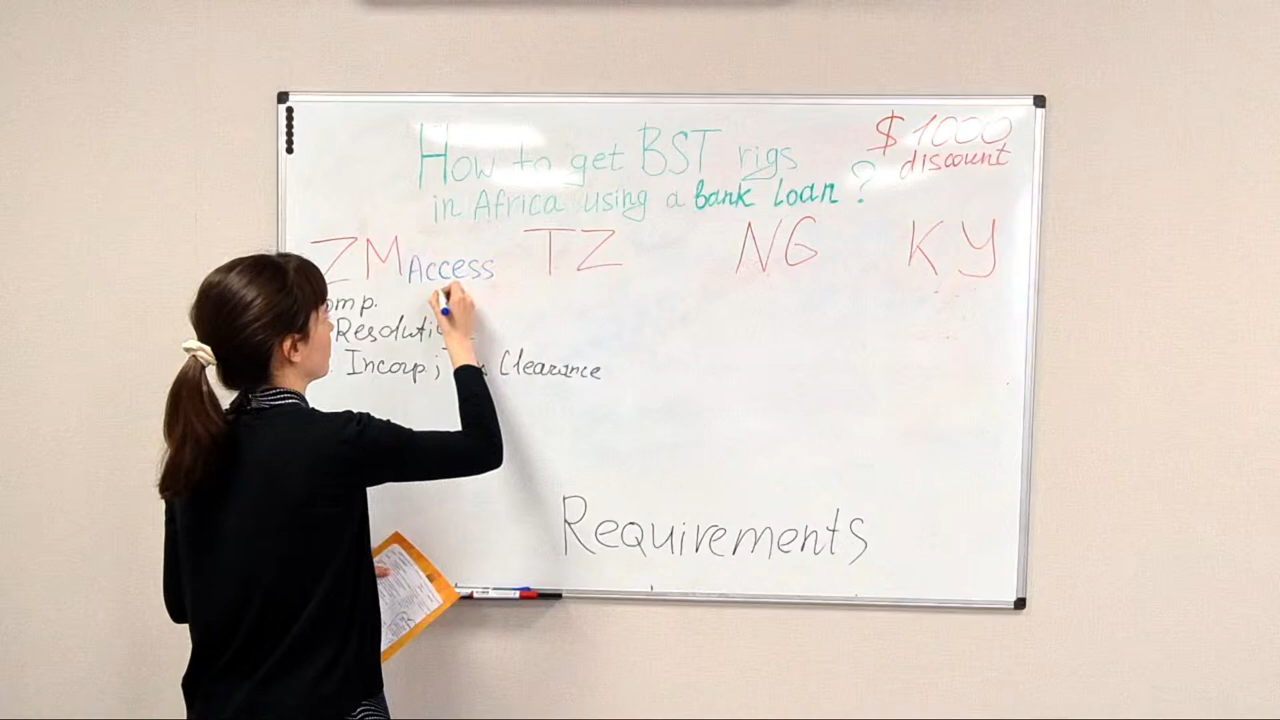 How to get BST rigs
in Africa using a bank loan?
$1000
discount
ZM Access TZ NG KY
Incorp.; Clearance
Requirements